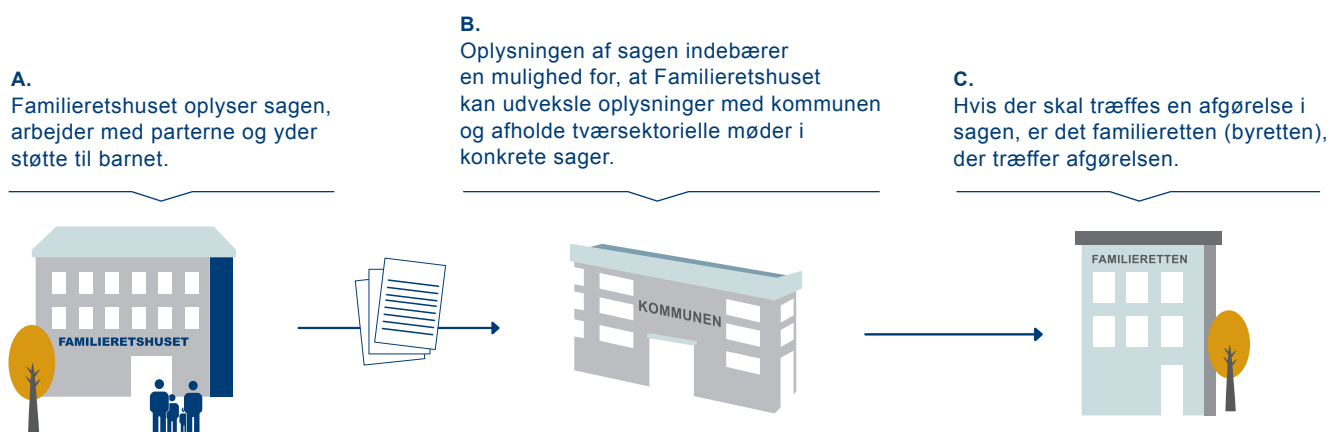 A.
Familieretshuset oplyser sagen,
arbejder med parterne og yder
støtte til barnet.
B.
Oplysningen af sagen indebærer
en mulighed for, at Familieretshuset
kan udveksle oplysninger med kommunen
og afholde tværsektorielle møder i
konkrete sager.
C.
Hvis der skal træffes en afgørelse i
sagen, er det familieretten (byretten),
der træffer afgørelsen.
FAMILIERETSHUSET
KOMMUNEN
FAMILIERETTEN